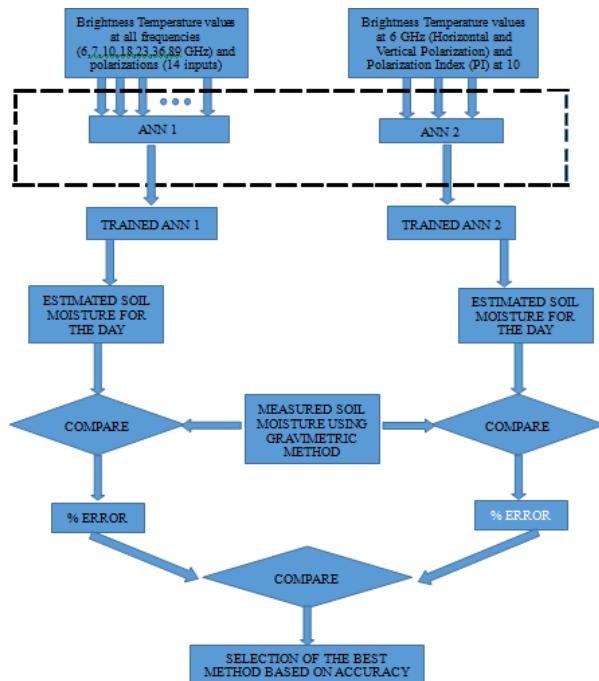 Brightness Temperature values
at all frequencies
(6,7,10,18,23,36,89 GHz) and
polarizations (14 inputs)
Brightness Temperature values
at 6 GHz (Horizontal and
Vertical Polarization) and
Polarization Index (PI) at 10
ANN 1
ANN 2
TRAINED ANN 1
TRAINED ANN 2
ESTIMATED SOIL
MOISTURE FOR
THE DAY
ESTIMATED SOIL
MOISTURE FOR
THE DAY
COMPARE
MEASURED SOIL
MOISTURE USING
GRAVIMETRIC
METHOD
COMPARE
% ERROR
% ERROR
COMPARE
SELECTION OF THE BEST
METHOD BASED ON ACCURACY